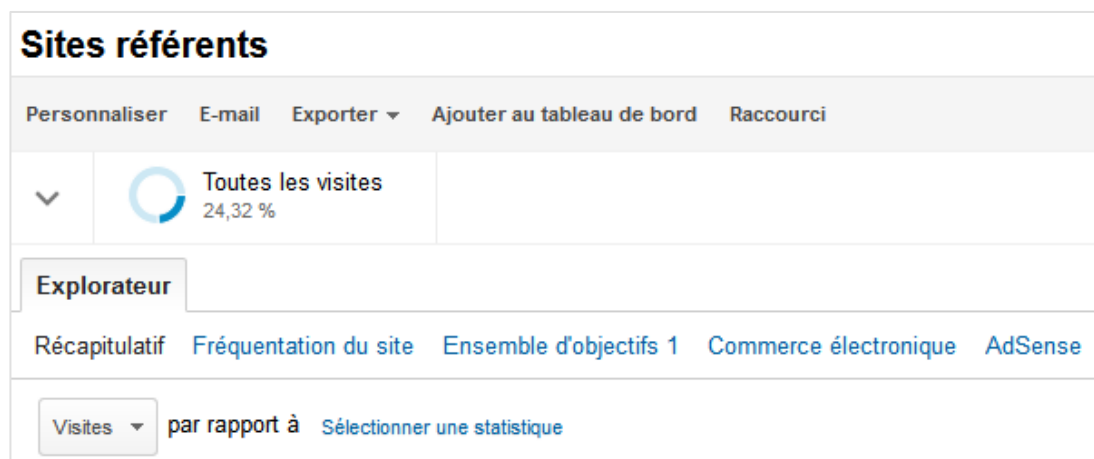 Sites référents
Personnaliser E-mail Exporter Ajouter au tableau de bord Raccourci
Toutes les visites
24,32 %
Explorateur
Récapitulatif Fréquentation du site Ensemble d'objectifs 1 Commerce électronique AdSense
Visites par rapport à Sélectionner une statistique